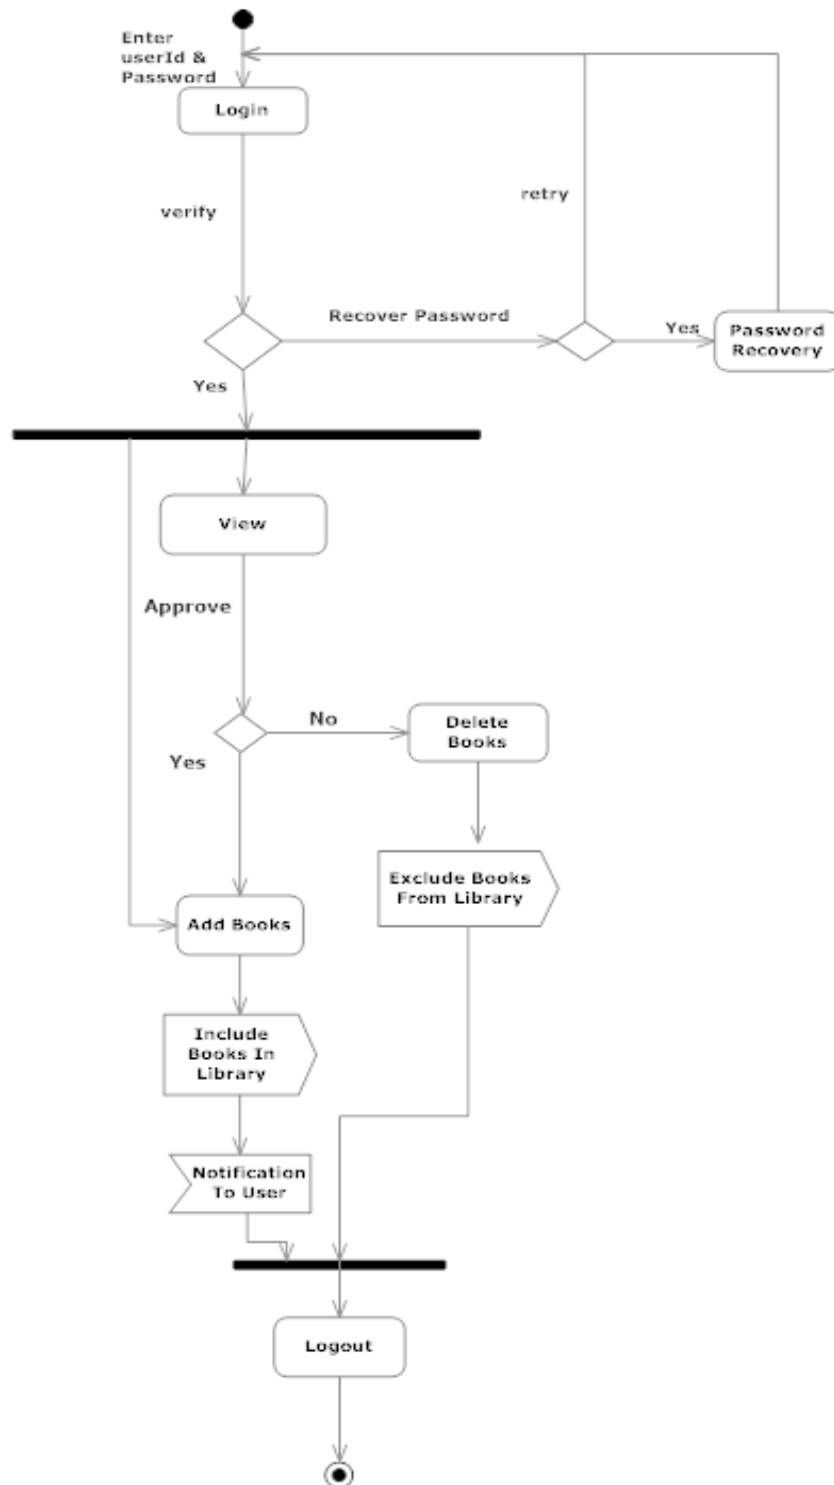 Enter
userId &
Password
Login
verify
retry
Recover Password
Yes
Password
Recovery
Yes
View
Approve
No
Delete
Books
Yes
Exclude Books
From Library
Add Books
Include
Books In
Library
Notification
To User
Logout